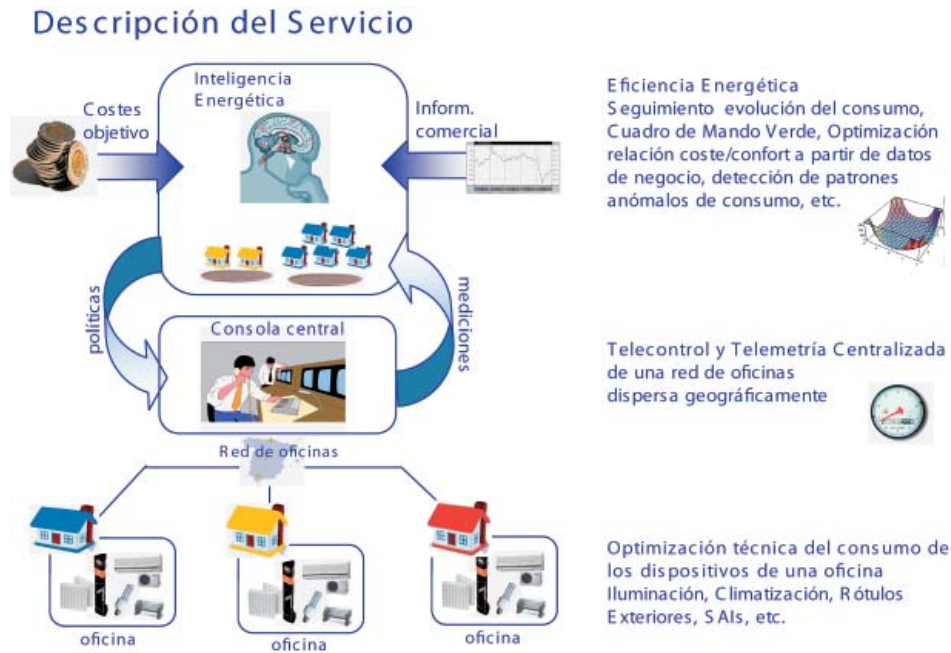 Descripción del Servicio
Inteligencia
Energética
Costes
objetivo
Inform.
comercial
Eficiencia Energética
Seguimiento evolución del consumo,
Cuadro de Mando Verde, Optimización
relación coste/confort a partir de datos
de negocio, detección de patrones
anómalos de consumo, etc.
políticas
mediciones
Consola central
Telecontrol y Telemetría Centralizada
de una red de oficinas
dispersa geográficamente
Red de oficinas
Optimización técnica del consumo de
los dispositivos de una oficina
Iluminación, Climatización, Rótulos
Exteriores, SAIs, etc.
oficina
oficina
oficina